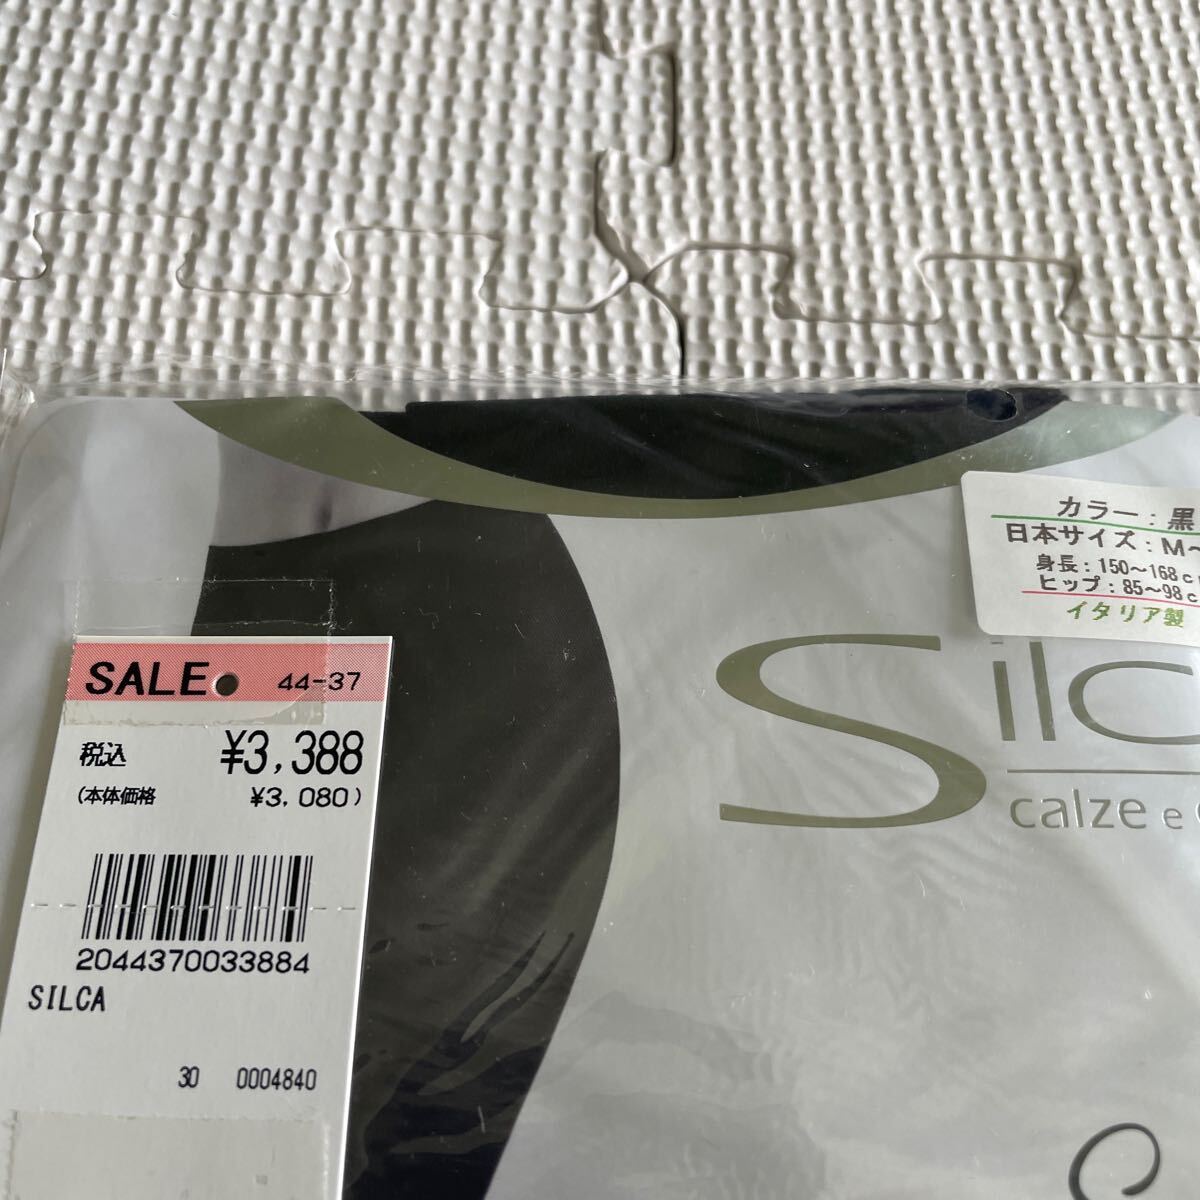 カラー：黒
日本サイズ：M～
身長：150～168c
ヒップ：85～98c
イタリア製
Silc
calze e
SALE 44-37
税込 ¥3,388
(本体価格 ¥3,080)
2044370033884
SILCA
30 0004840